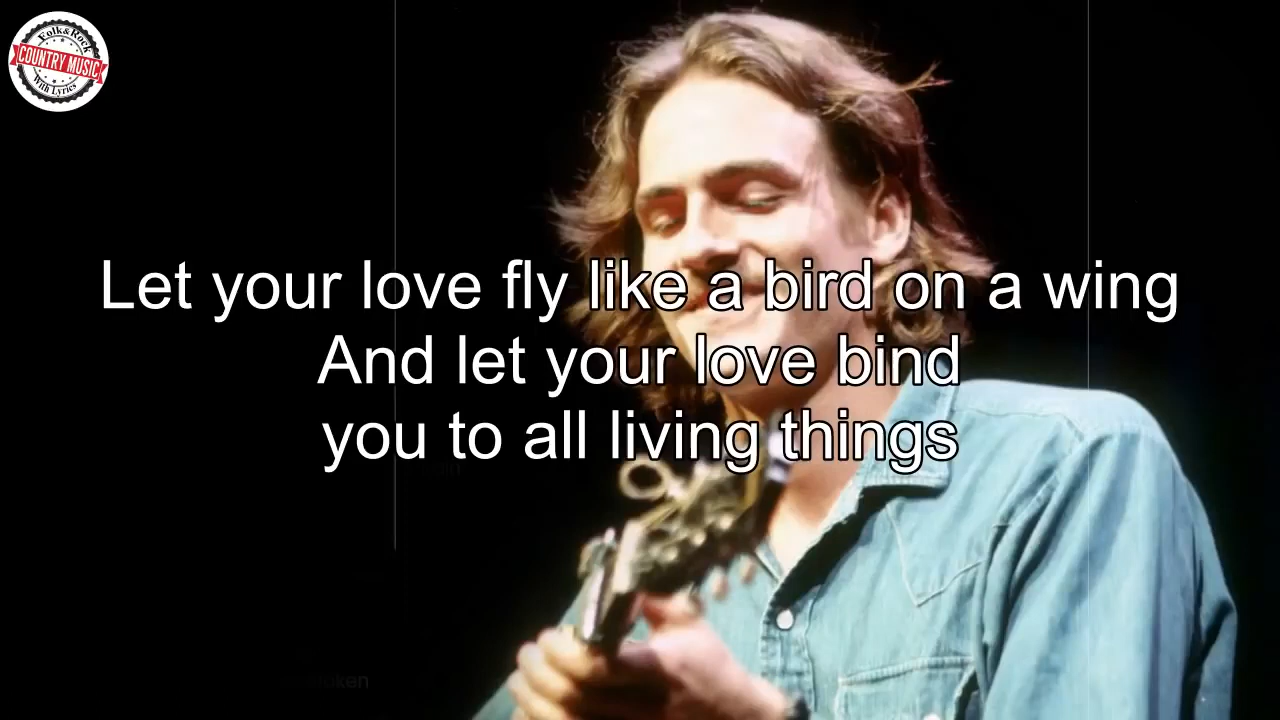 Folk&Rock
COUNTRY MUSIC
With Lyrics
Let your love fly like a bird on a wing
And let your love bind
you to all living things